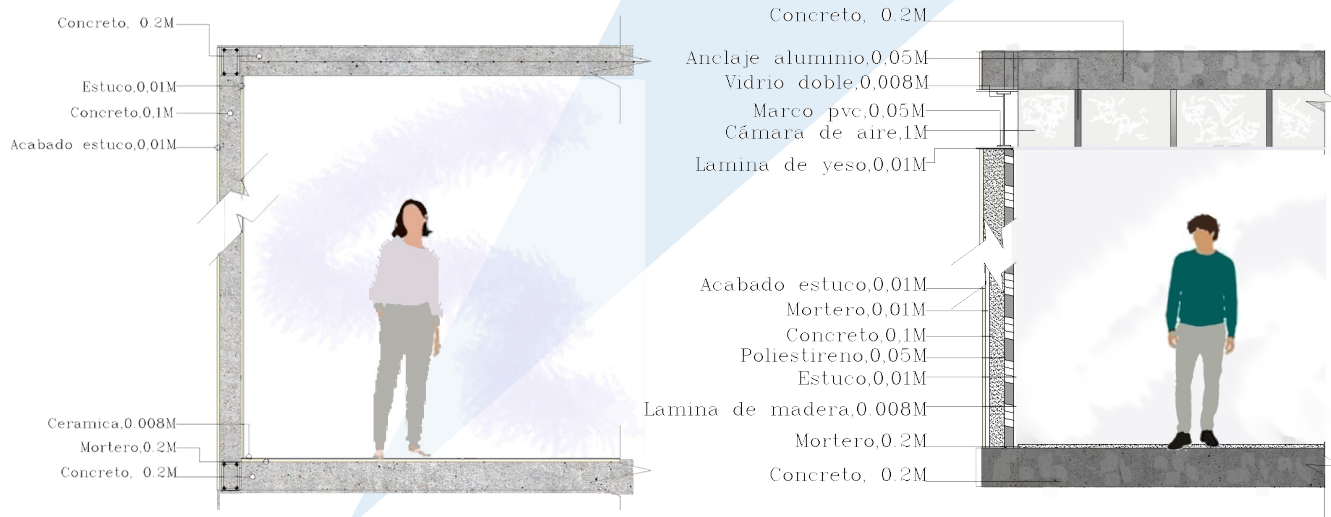 Concreto, 0.2M
Estuco,0,01M
Concreto,0,1M
Acabado estuco,0,01M
Ceramica,0.008M
Mortero,0.2M
Concreto, 0.2M
Concreto, 0.2M
Anclaje aluminio,0,05M
Vidrio doble,0,008M
Marco pvc,0,05M
Cámara de aire,1M
Lamina de yeso,0,01M
Acabado estuco,0,01M
Mortero,0,01M
Concreto,0,1M
Poliestireno,0,05M
Estuco,0,01M
Lamina de madera,0.008M
Mortero,0.2M
Concreto, 0.2M